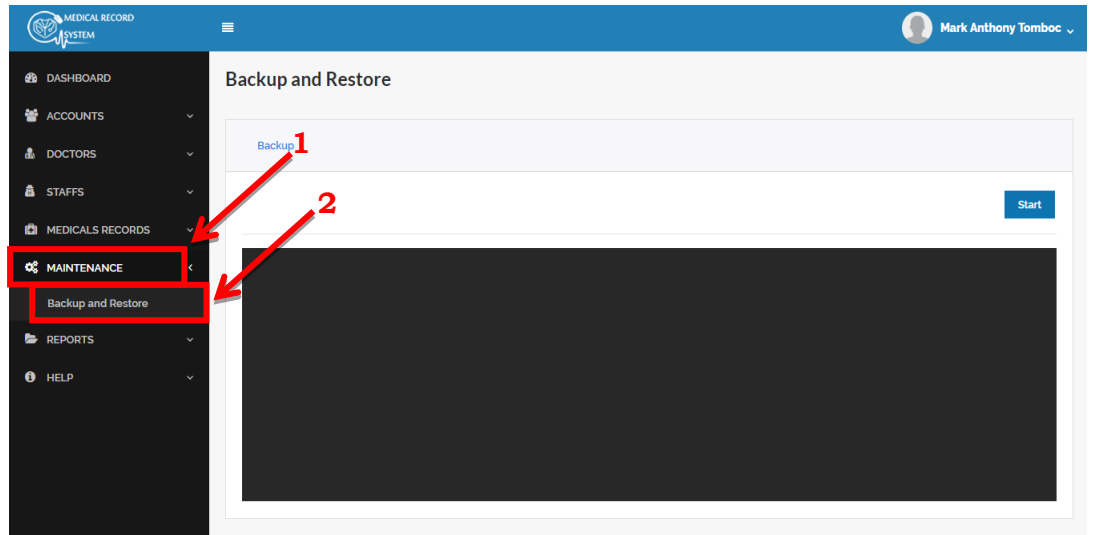 MEDICAL RECORD
SYSTEM
Mark Anthony Tomboc
DASHBOARD
ACCOUNTS
DOCTORS
STAFFS
MEDICALS RECORDS
MAINTENANCE
Backup and Restore
REPORTS
HELP
Backup and Restore
Backup
1
2
Start